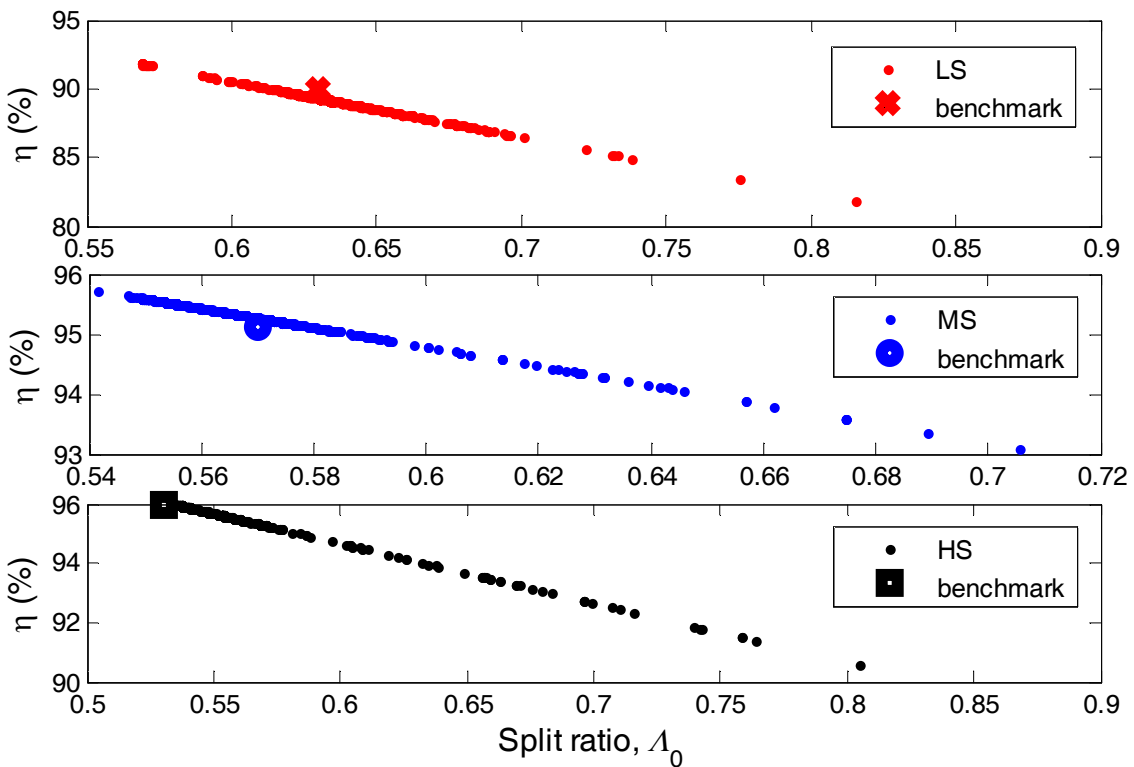 95
90
85
80
η (%)
LS
benchmark
0.55 0.6 0.65 0.7 0.75 0.8 0.85 0.9
96
95
94
93
η (%)
MS
benchmark
0.54 0.56 0.58 0.6 0.62 0.64 0.66 0.68 0.7 0.72
96
94
92
90
η (%)
HS
benchmark
0.5 0.55 0.6 0.65 0.7 0.75 0.8 0.85 0.9
Split ratio, Λ0